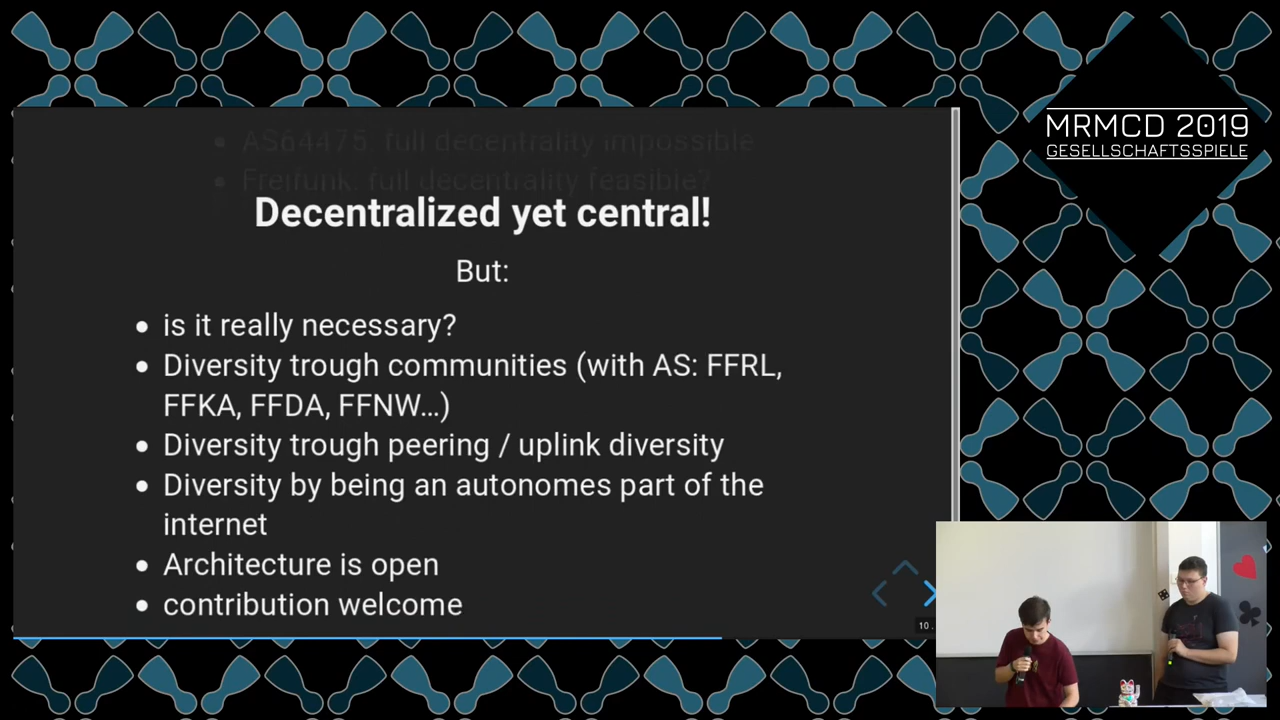 MRMCD 2019
GESELLSCHAFTSSPIELE
AS64475: full decentrality impossible
Freifunk: full decentrality feasible?
Decentralized yet central!
But:
• is it really necessary?
• Diversity trough communities (with AS: FFRL,
FFKA, FFDA, FFNW...)
• Diversity trough peering / uplink diversity
• Diversity by being an autonomes part of the
internet
• Architecture is open
• contribution welcome
10 .